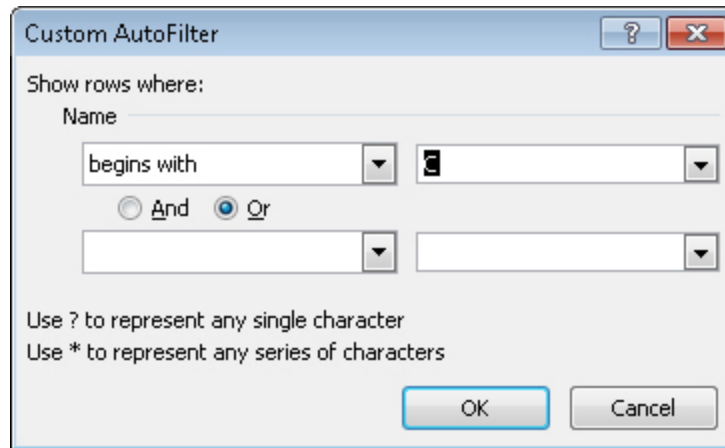 Custom AutoFilter
?
Show rows where:
Name
begins with C
And Or
Use ? to represent any single character
Use * to represent any series of characters
OK Cancel